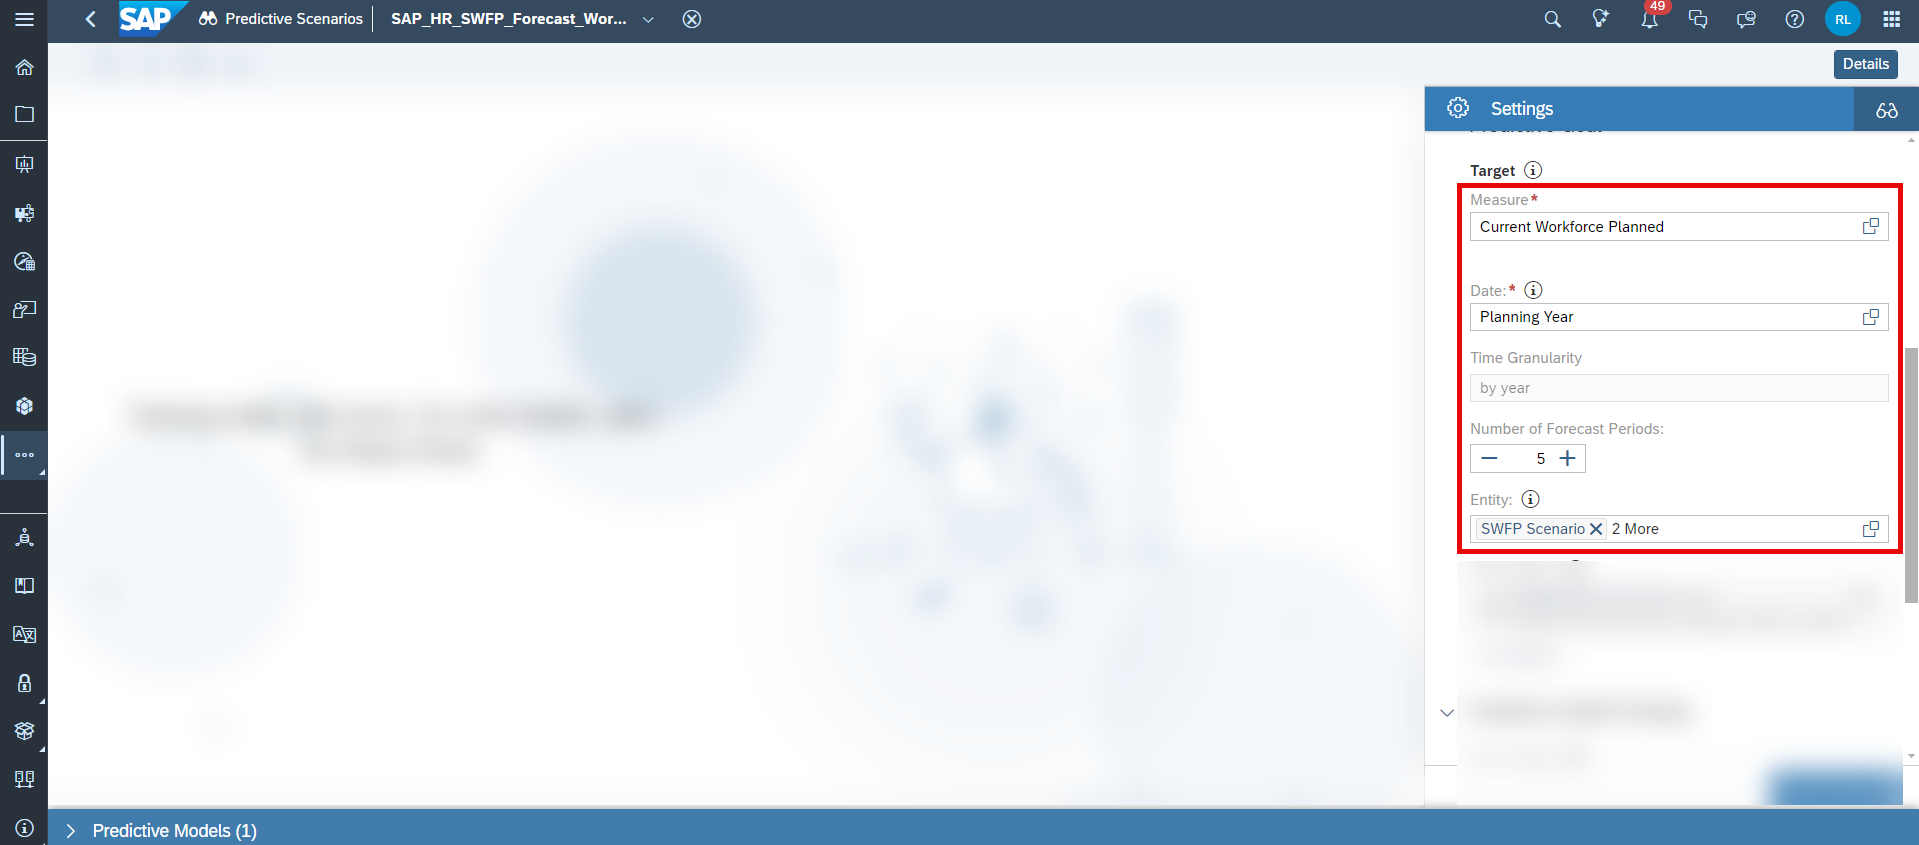 SAP Predictive Scenarios SAP_HR_SWFP_Forecast_Wor... 49 RL
Details
Settings
Target
Measure*
Current Workforce Planned
Date:*
Planning Year
Time Granularity
by year
Number of Forecast Periods:
5
Entity:
SWFP Scenario 2 More
Predictive Models (1)